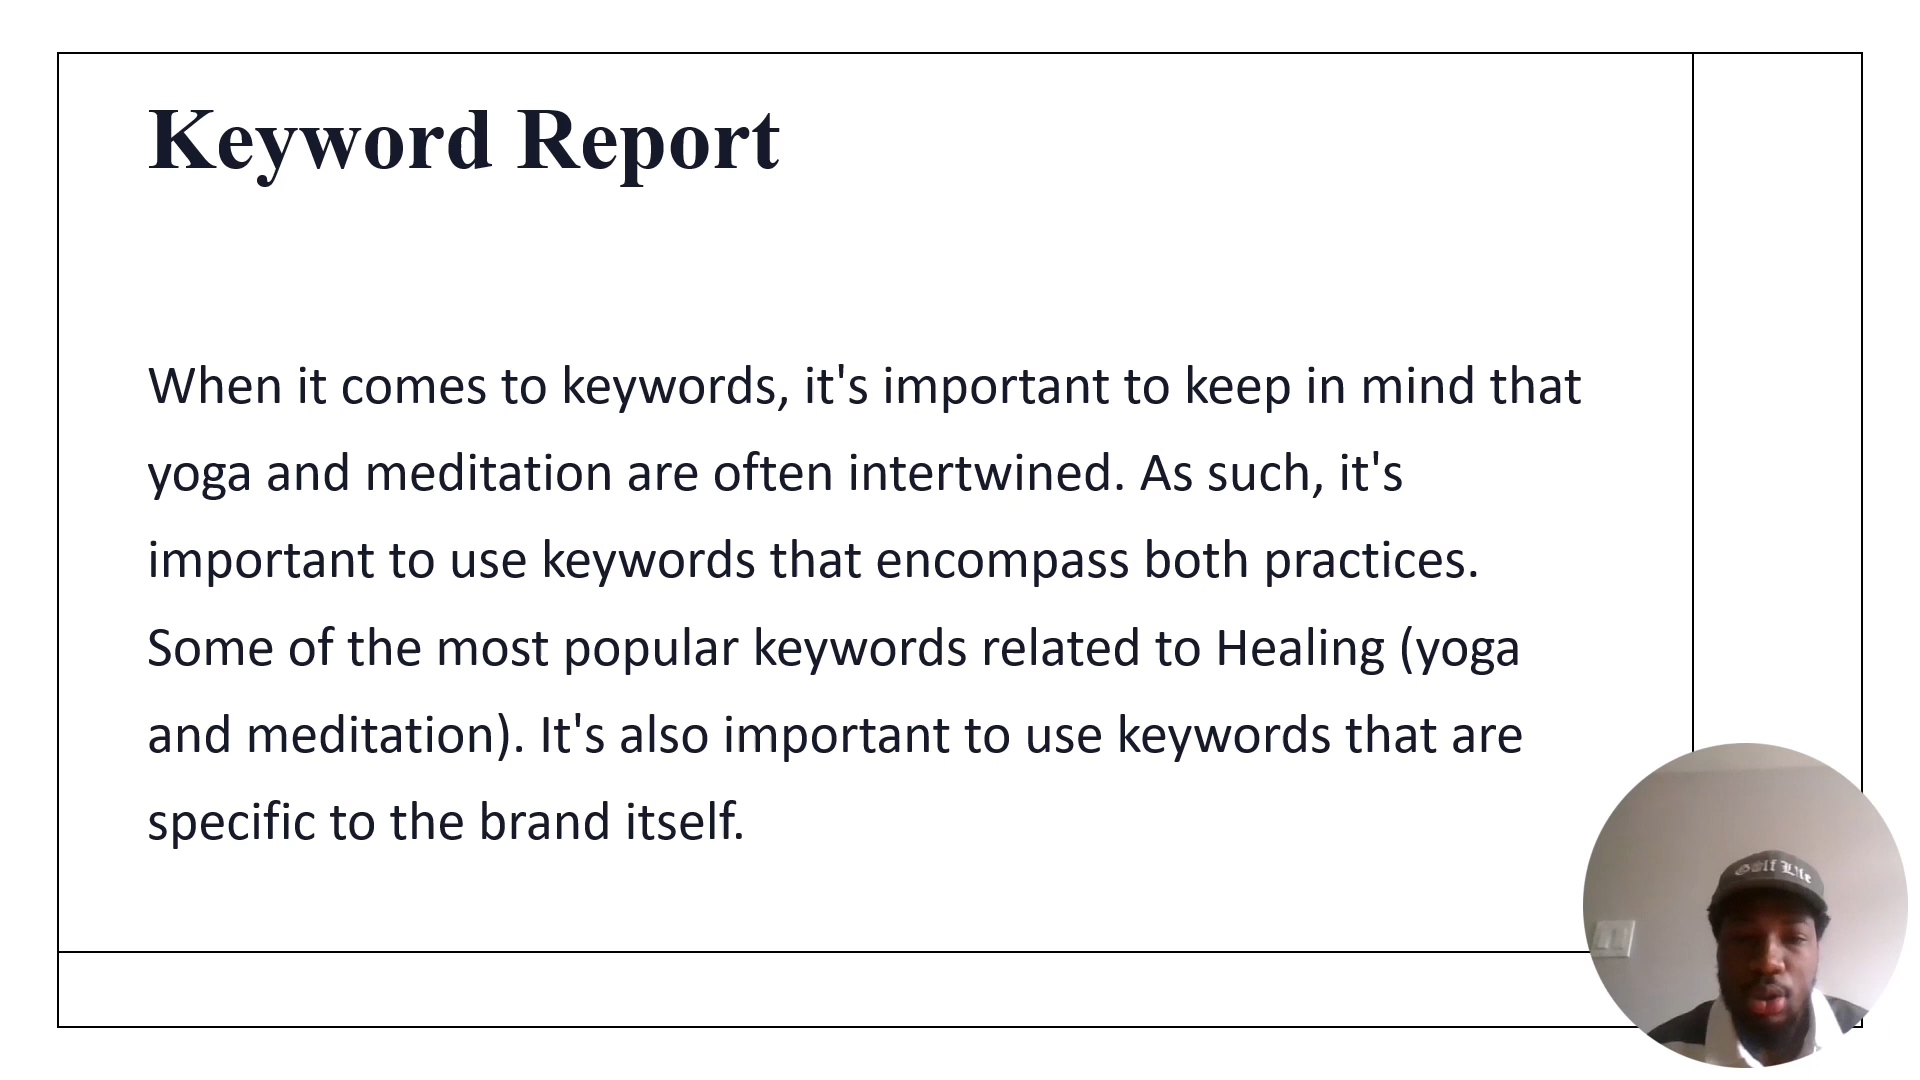 Keyword Report
When it comes to keywords, it's important to keep in mind that
yoga and meditation are often intertwined. As such, it's
important to use keywords that encompass both practices.
Some of the most popular keywords related to Healing (yoga
and meditation). It's also important to use keywords that are
specific to the brand itself.
Golf Life